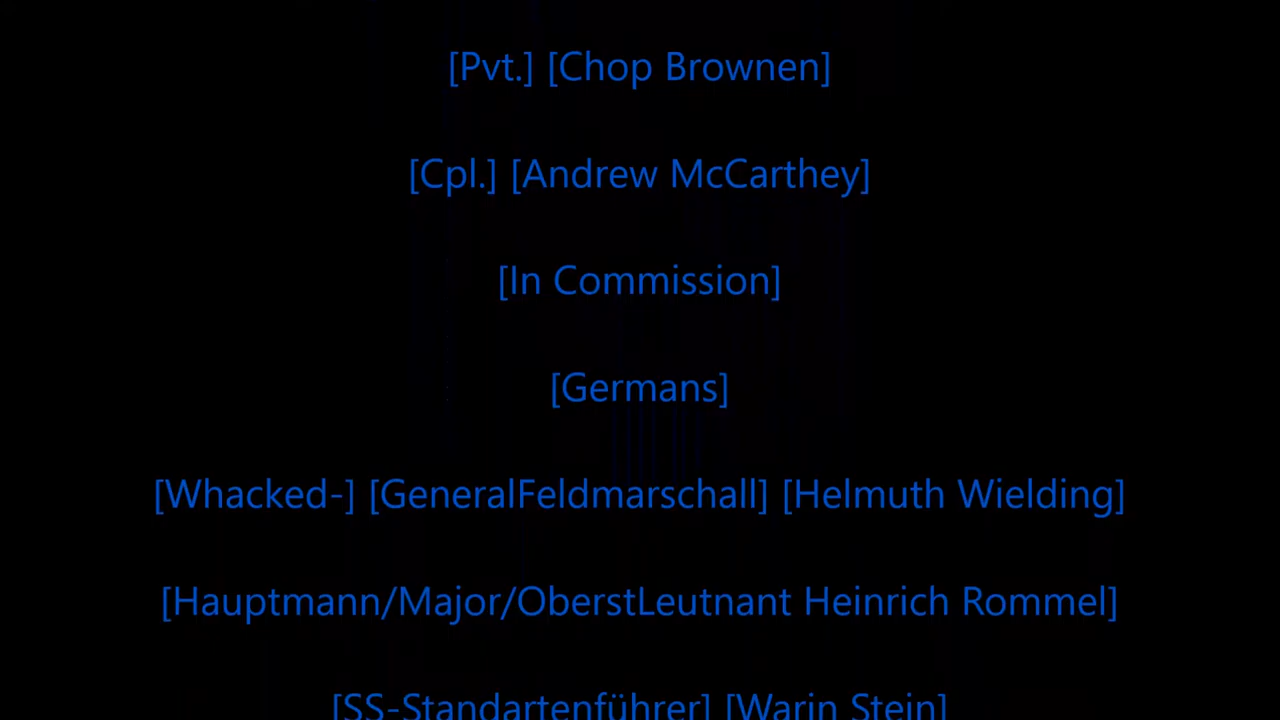 [Pvt.] [Chop Brownen]
[Cpl.] [Andrew McCarthey]
[In Commission]
[Germans]
[Whacked-] [GeneralFeldmarschall] [Helmuth Wielding]
[Hauptmann/Major/OberstLeutnant Heinrich Rommel]
[SS-Standartenführer] [Warin Stein]